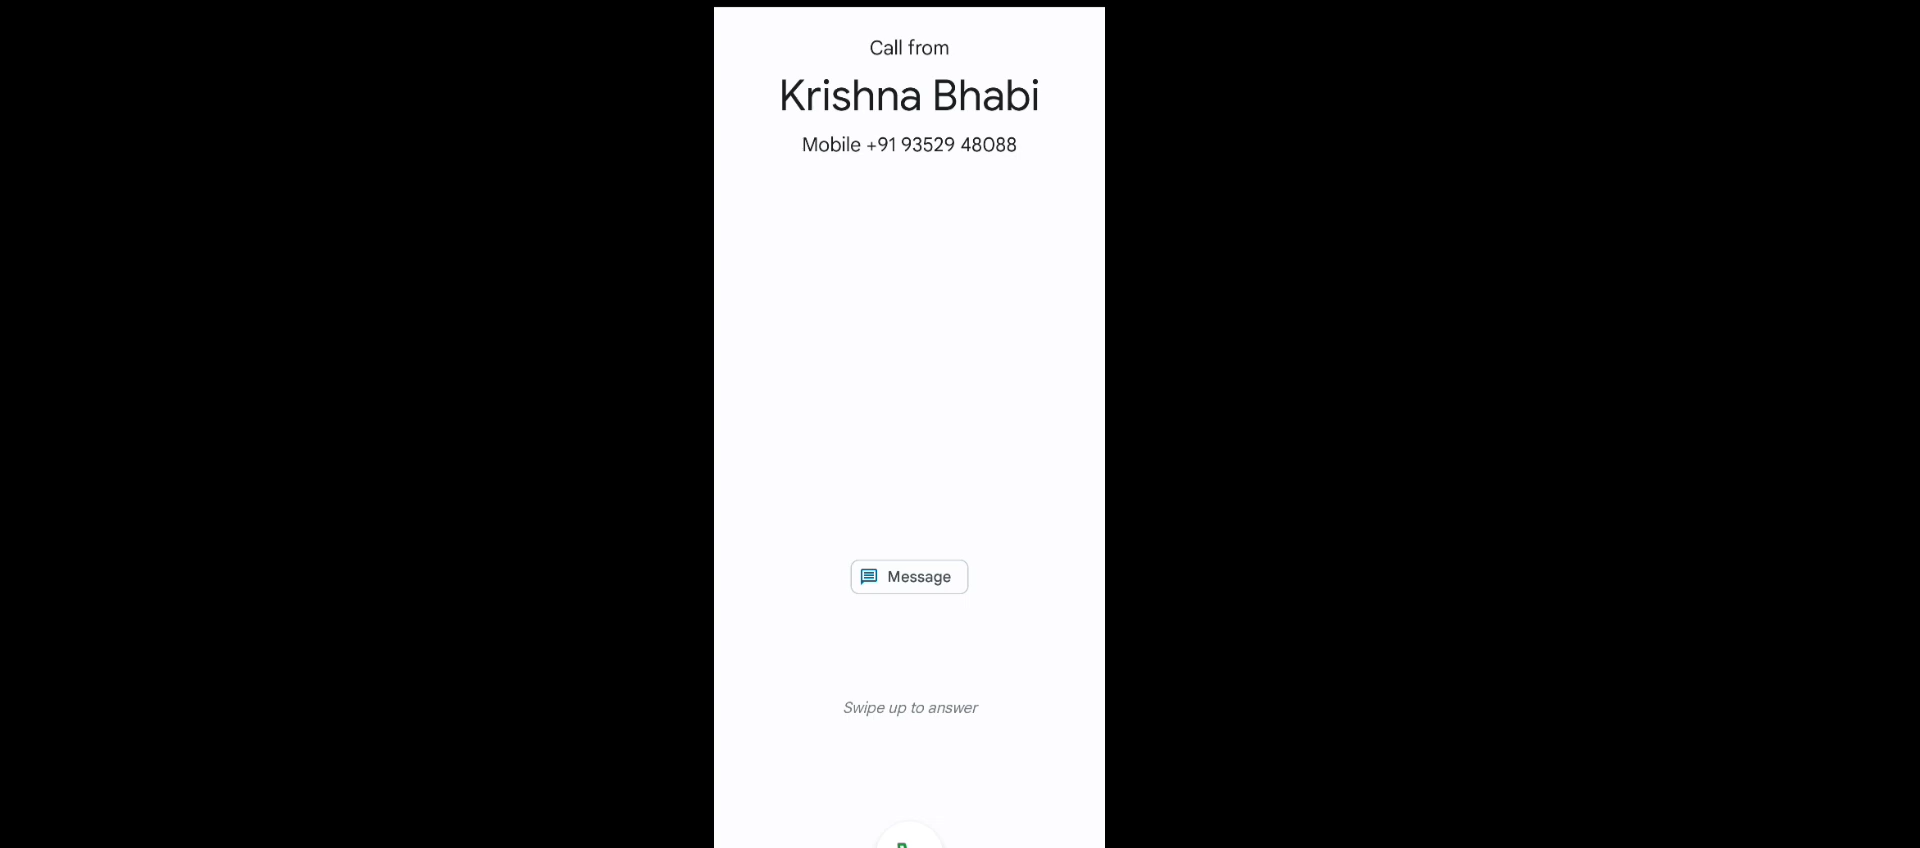 Call from
Krishna Bhabi
Mobile +91 93529 48088
Message
Swipe up to answer